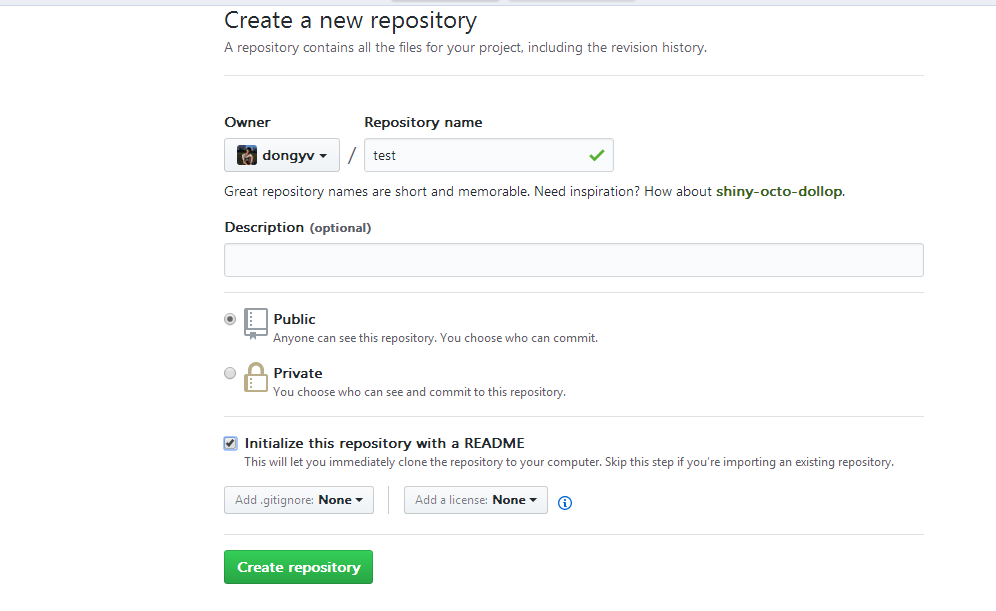 Create a new repository
A repository contains all the files for your project, including the revision history.
Owner
Repository name
dongyv / test
Great repository names are short and memorable. Need inspiration? How about shiny-octo-dollop.
Description (optional)
Public
Anyone can see this repository. You choose who can commit.
Private
You choose who can see and commit to this repository.
Initialize this repository with a README
This will let you immediately clone the repository to your computer. Skip this step if you're importing an existing repository.
Add .gitignore: None
Add a license: None
Create repository